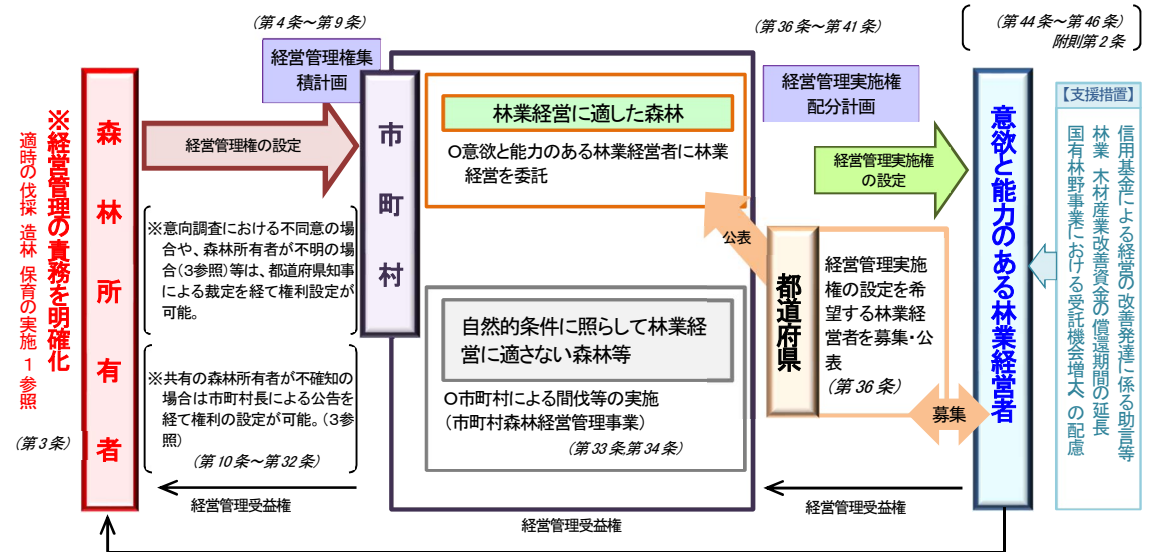 (第4条～第9条)
(第36条～第41条)
(第44条～第46条)
附則第2条
経営管理権集
積計画
経営管理実施権
配分計画
【支援措置】
信用基金による経営の改善発達に係る助言等
林業 木材産業改善資金の償還期間の延長
国有林野事業における受託機会増大への配慮
※経営管理の責務を明確化
適時の伐採 造林 保育の実施 1参照
(第3条)
森林所有者
経営管理権の設定
市町村
林業経営に適した森林
○意欲と能力のある林業経営者に林業
経営を委託
経営管理実施権
の設定
意欲と能力のある林業経営者
※意向調査における不同意の場
合や、森林所有者が不明の場
合(3参照)等は、都道府県知事
による裁定を経て権利設定が
可能。
※共有の森林所有者が不確知の
場合は市町村長による公告を
経て権利の設定が可能。(3参
照)
(第10条～第32条)
公表
都道府県
経営管理実施
権の設定を希
望する林業経
営者を募集・公
表
(第36条)
募集
自然的条件に照らして林業経
営に適さない森林等
○市町村による間伐等の実施
(市町村森林経営管理事業)
(第33条第34条)
経営管理受益権
経営管理受益権
経営管理受益権